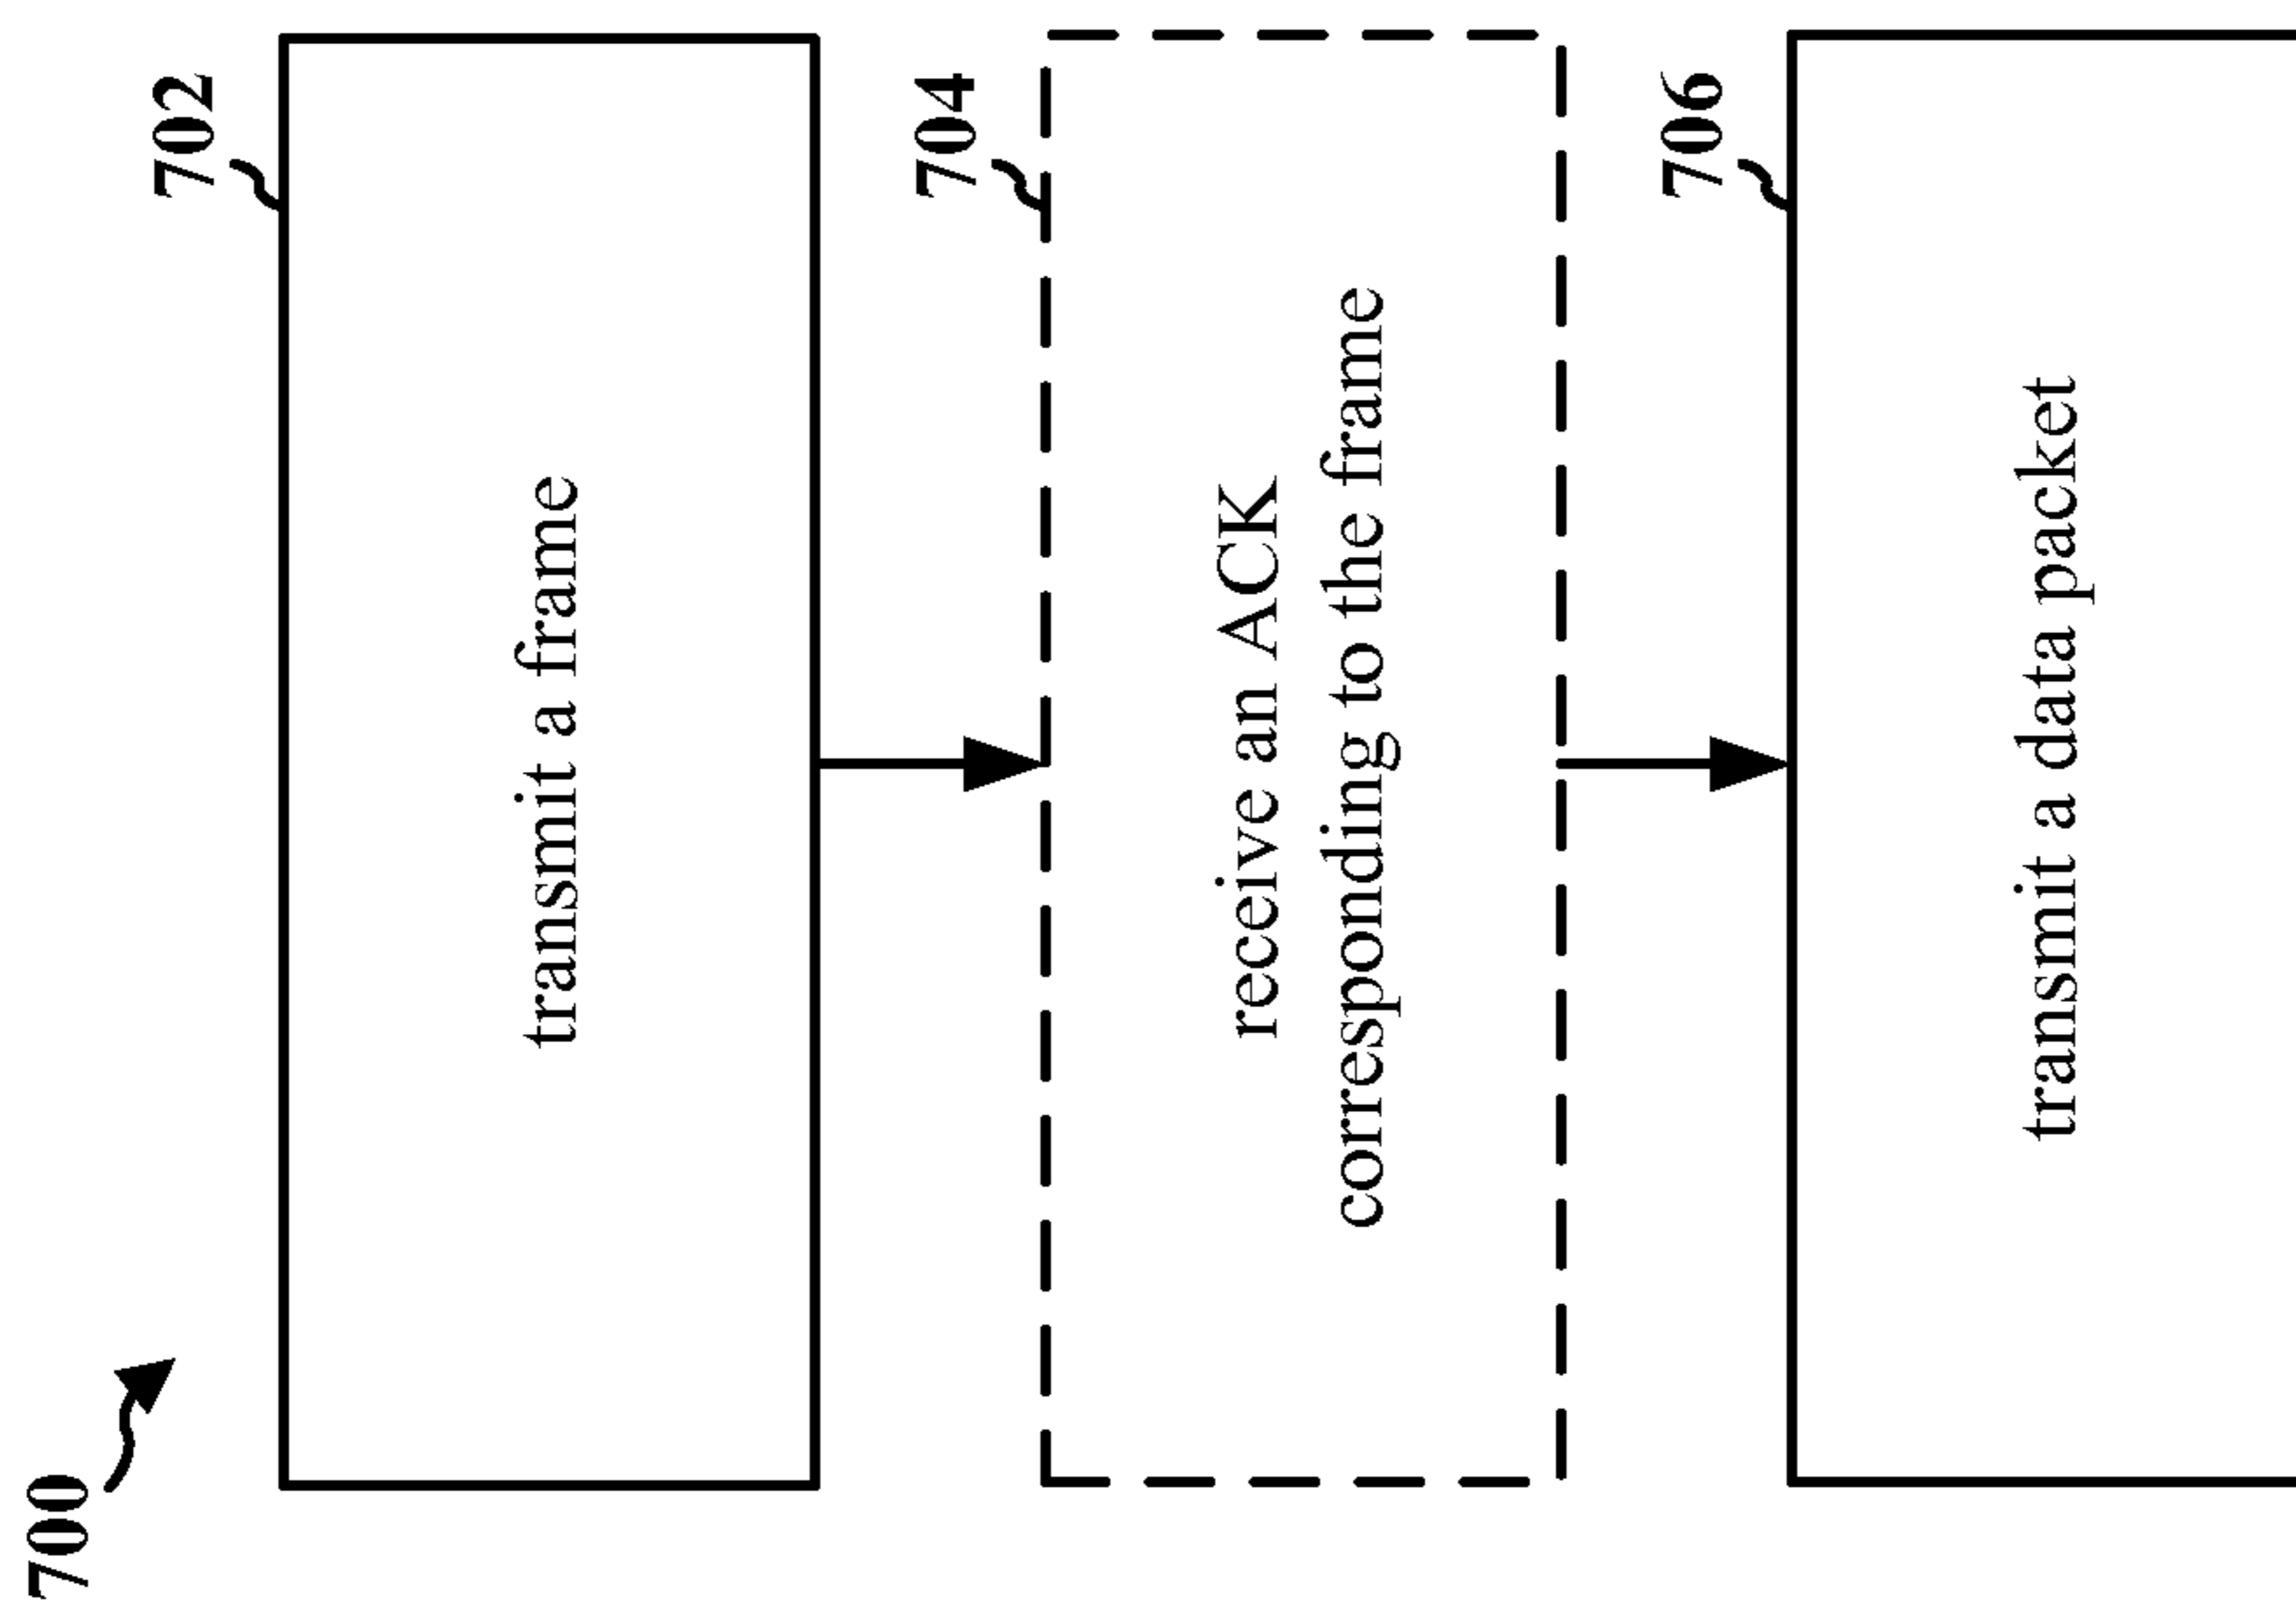 700
702
transmit a frame
704
receive an ACK
corresponding to the frame
706
transmit a data packet